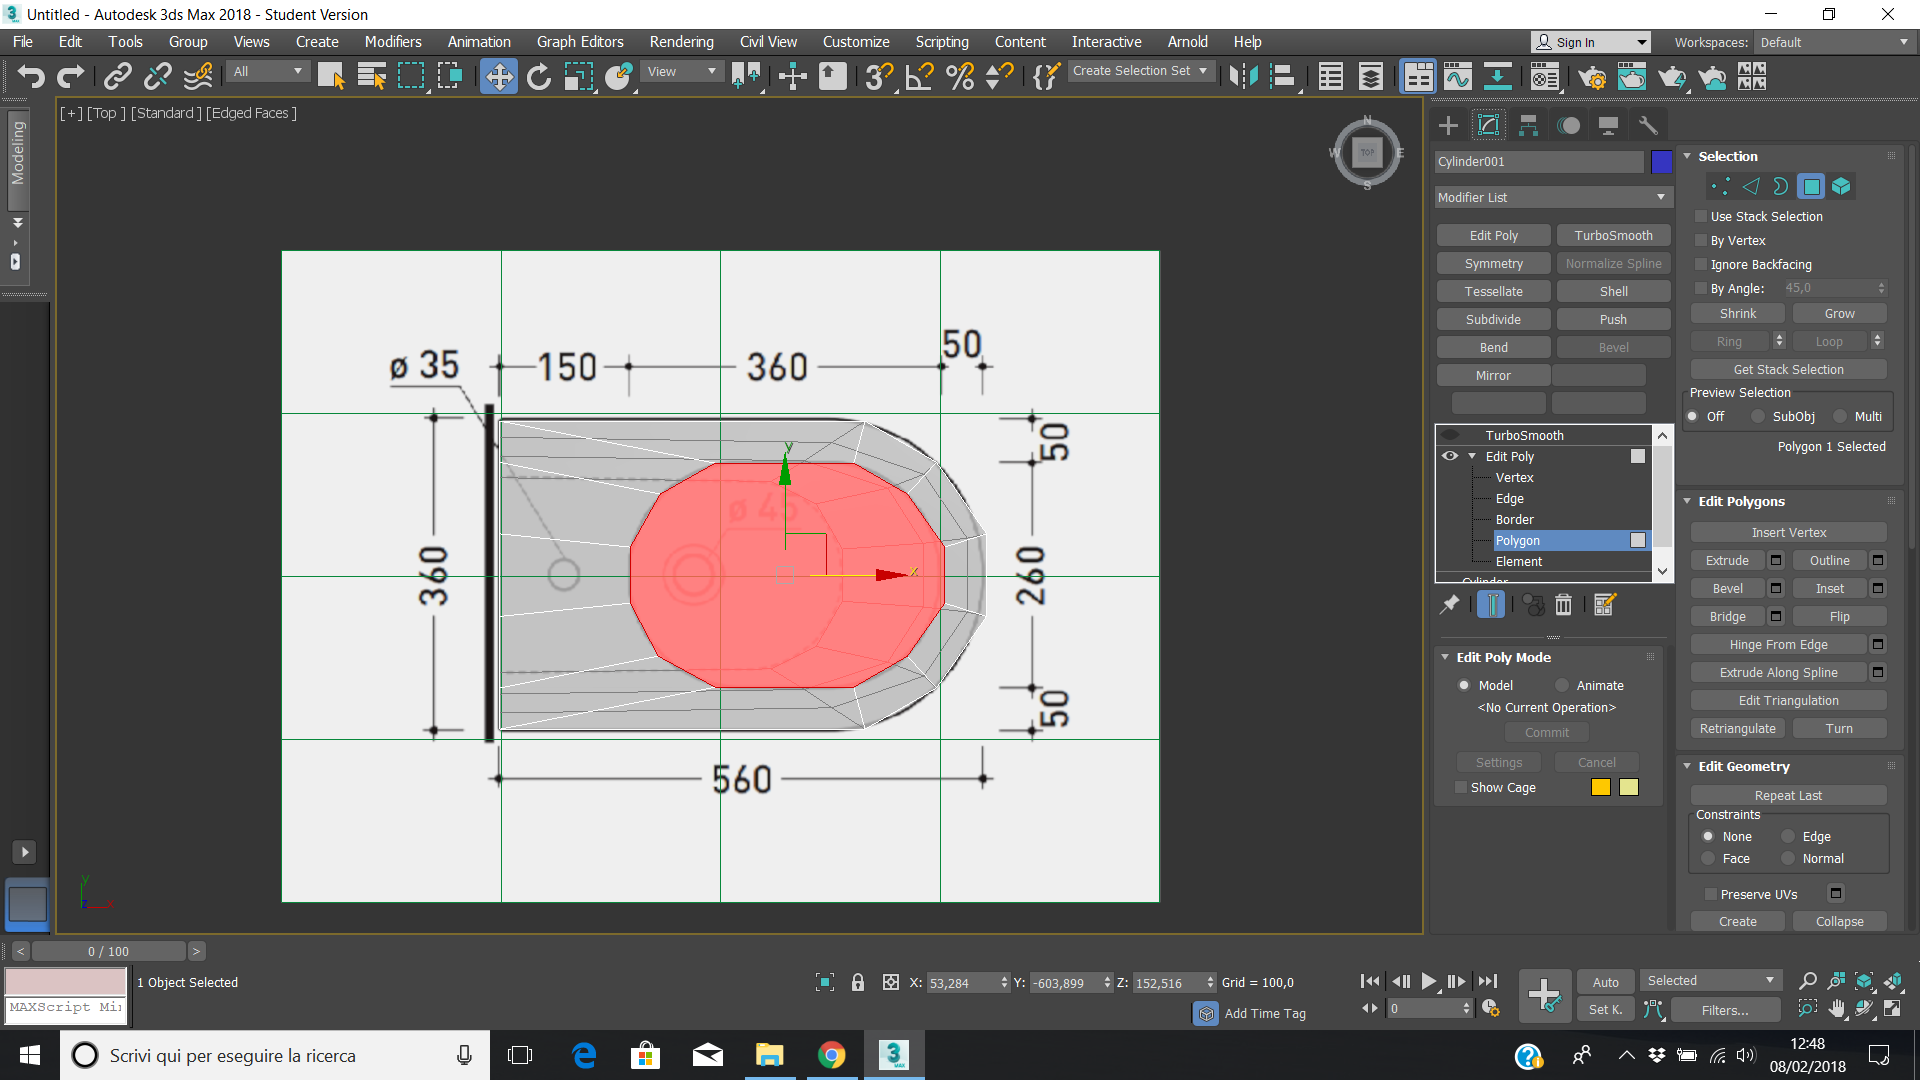 Untitled - Autodesk 3ds Max 2018 - Student Version
File Edit Tools Group Views Create Modifiers Animation Graph Editors Rendering Civil View Customize Scripting Content Interactive Arnold Help
Sign In
Workspaces: Default
All
View
Create Selection Set
[ + ] [Top ] [Standard ] [Edged Faces ]
Modeling
N
W TOP E
S
ø 35
150
360
50
360
ø 45
50
260
50
560
y
x
y
z
Cylinder001
Modifier List
Edit Poly TurboSmooth
Symmetry Normalize Spline
Tessellate Shell
Subdivide Push
Bend Bevel
Mirror
TurboSmooth
Edit Poly
Vertex
Edge
Border
Polygon
Element
Cylinder
Edit Poly Mode
Model Animate
<No Current Operation>
Commit
Settings Cancel
Show Cage
Selection
Use Stack Selection
By Vertex
Ignore Backfacing
By Angle: 45,0
Shrink Grow
Ring Loop
Get Stack Selection
Preview Selection
Off SubObj Multi
Polygon 1 Selected
Edit Polygons
Insert Vertex
Extrude Outline
Bevel Inset
Bridge Flip
Hinge From Edge
Extrude Along Spline
Edit Triangulation
Retriangulate Turn
Edit Geometry
Repeat Last
Constraints
None Edge
Face Normal
Preserve UVs
Create Collapse
< 0 / 100 >
MAXScript Mi
1 Object Selected
X: 53,284 Y: -603,899 Z: 152,516 Grid = 100,0
Add Time Tag
0
Auto Selected
Set K. Filters...
Scrivi qui per eseguire la ricerca
12:48
08/02/2018